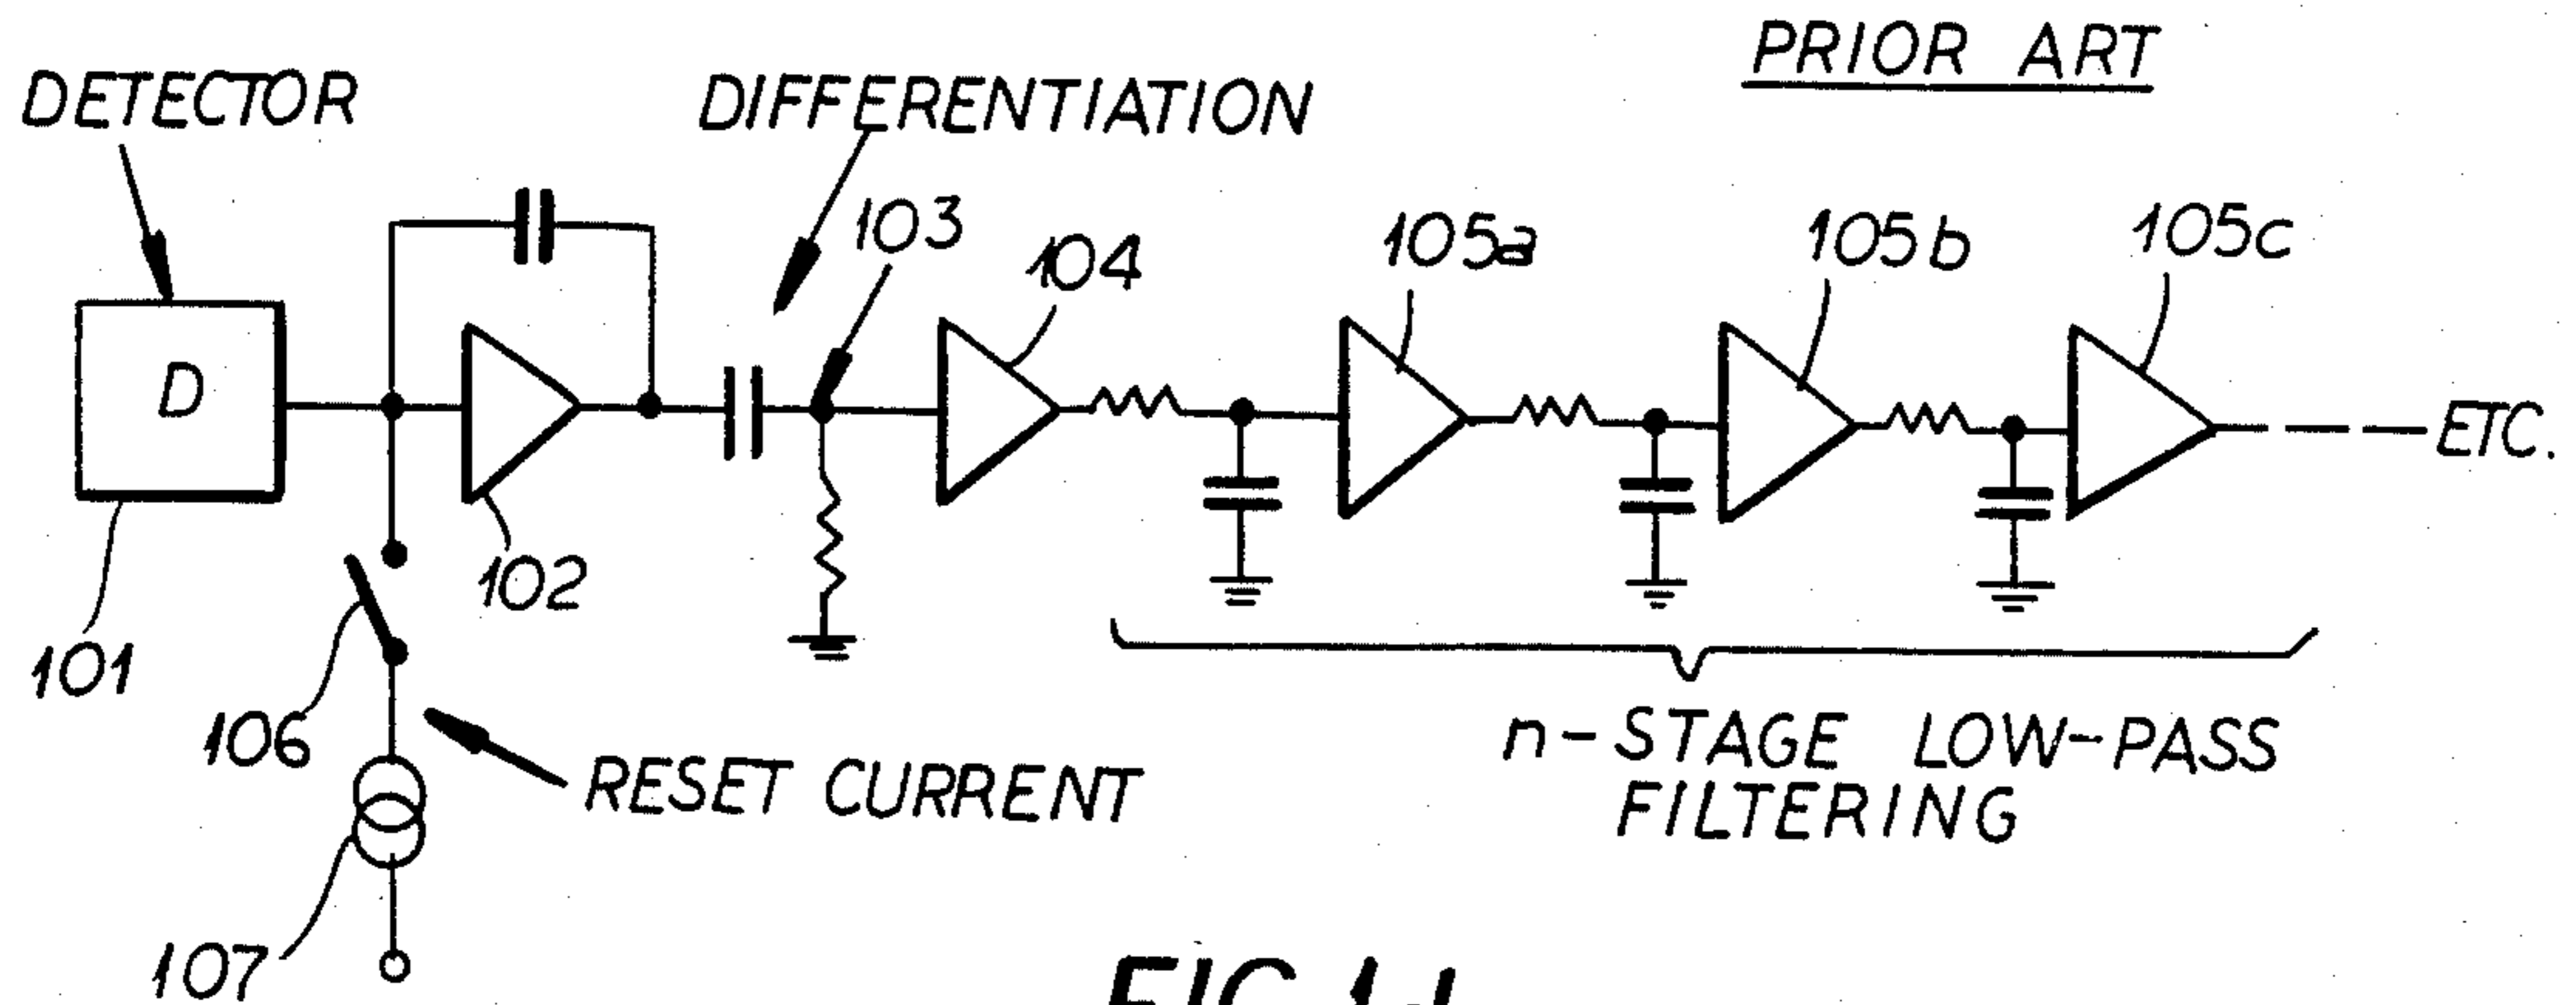 PRIOR ART
DETECTOR
DIFFERENTIATION
103
104
105a
105b
105c
D
ETC.
102
101
106
RESET CURRENT
n-STAGE LOW-PASS
FILTERING
107